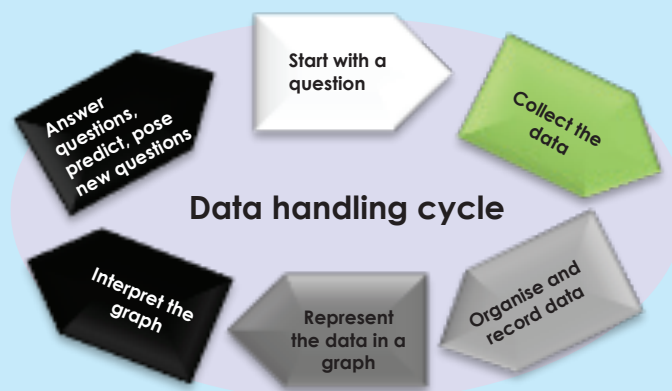 Start with a
question
Collect the
data
Organise and
record data
Represent
the data in a
graph
Interpret the
graph
Answer
questions,
predict, pose
new questions
Data handling cycle